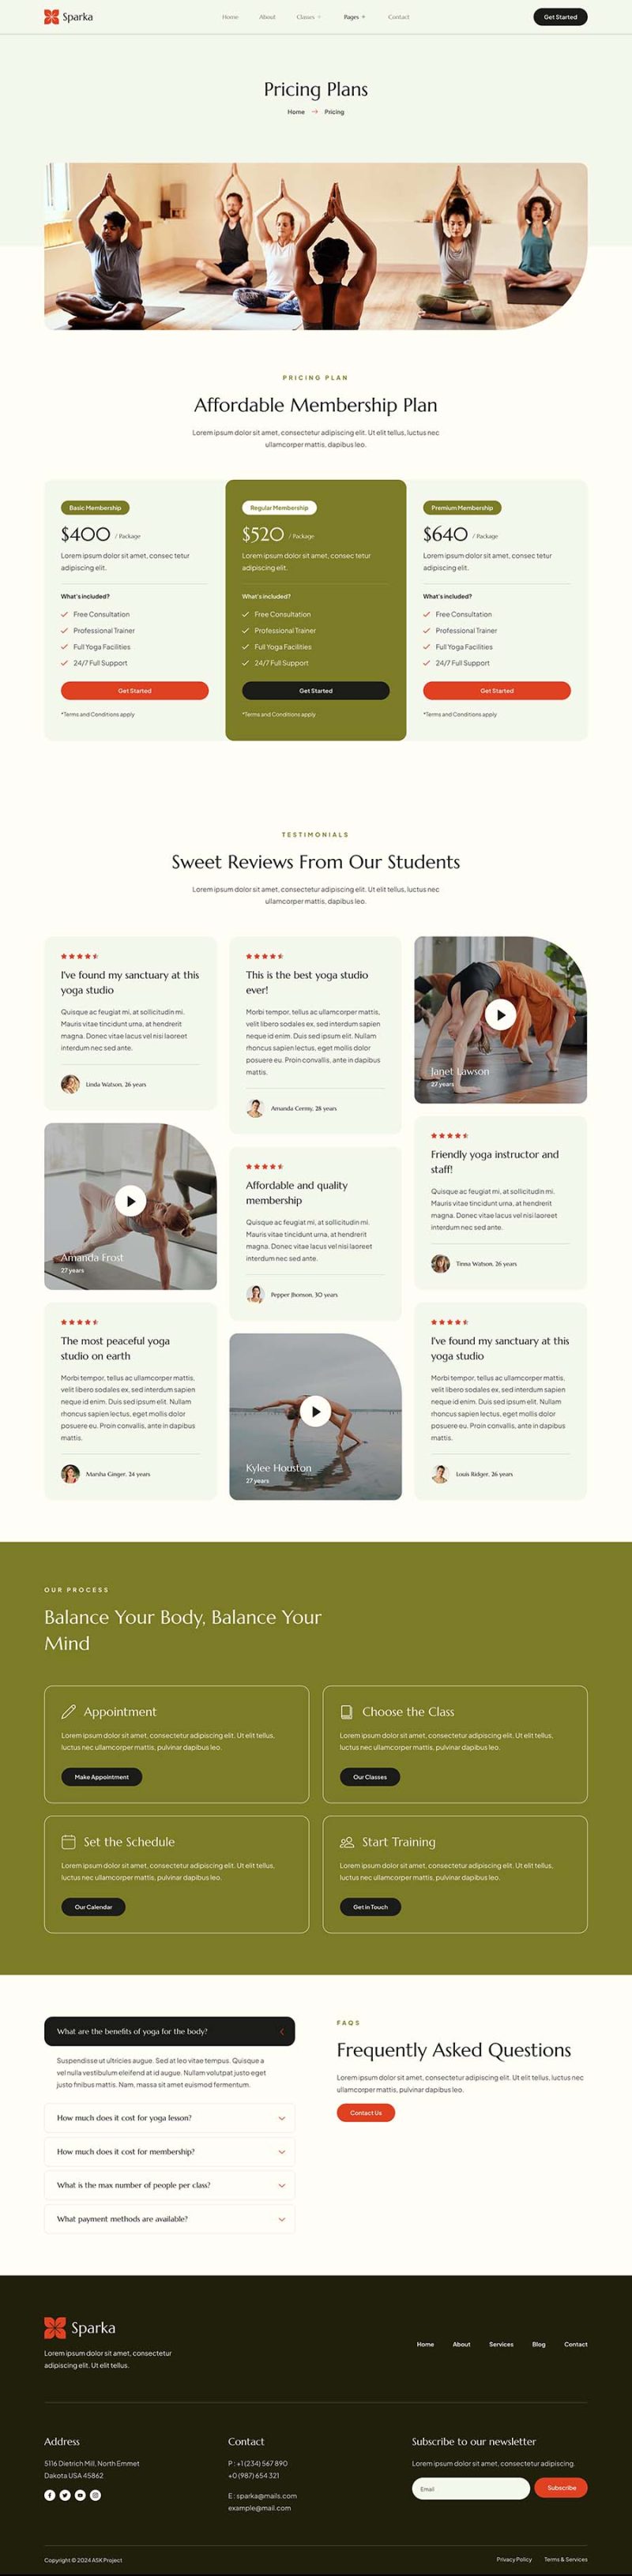 Sparka
Home About Classes + Pages + Contact
Get Started
Pricing Plans
Home → Pricing
PRICING PLAN
Affordable Membership Plan
Lorem ipsum dolor sit amet, consectetur adipiscing elit. Ut elit tellus, luctus nec
ullamcorper mattis, dapibus leo.
Basic Membership
$400 / Package
Lorem ipsum dolor sit amet, consec tetur
adipiscing elit.
What's included?
Free Consultation
Professional Trainer
Full Yoga Facilities
24/7 Full Support
Get Started
*Terms and Conditions apply
Regular Membership
$520 / Package
Lorem ipsum dolor sit amet, consec tetur
adipiscing elit.
What's included?
Free Consultation
Professional Trainer
Full Yoga Facilities
24/7 Full Support
Get Started
*Terms and Conditions apply
Premium Membership
$640 / Package
Lorem ipsum dolor sit amet, consec tetur
adipiscing elit.
What's included?
Free Consultation
Professional Trainer
Full Yoga Facilities
24/7 Full Support
Get Started
*Terms and Conditions apply
TESTIMONIALS
Sweet Reviews From Our Students
Lorem ipsum dolor sit amet, consectetur adipiscing elit. Ut elit tellus, luctus nec
ullamcorper mattis, dapibus leo.
I've found my sanctuary at this
yoga studio
Quisque ac feugiat mi, at sollicitudin mi.
Mauris vitae tincidunt urna, at hendrerit
magna. Donec vitae lacus vel nisi laoreet
interdum nec sed ante.
Linda Watson, 26 years
Amanda Frost
27 years
The most peaceful yoga
studio on earth
Morbi tempor, tellus ac ullamcorper mattis,
velit libero sodales ex, sed interdum sapien
neque id enim. Duis sed ipsum elit. Nullam
rhoncus sapien lectus, eget mollis dolor
posuere eu. Proin convallis, ante in dapibus
mattis.
Marsha Ginger, 24 years
This is the best yoga studio
ever!
Morbi tempor, tellus ac ullamcorper mattis,
velit libero sodales ex, sed interdum sapien
neque id enim. Duis sed ipsum elit. Nullam
rhoncus sapien lectus, eget mollis dolor
posuere eu. Proin convallis, ante in dapibus
mattis.
Amanda Cerny, 28 years
Affordable and quality
membership
Quisque ac feugiat mi, at sollicitudin mi.
Mauris vitae tincidunt urna, at hendrerit
magna. Donec vitae lacus vel nisi laoreet
interdum nec sed ante.
Pepper Jhonson, 30 years
Kylee Houston
27 years
Janet Lawson
27 years
Friendly yoga instructor and
staff!
Quisque ac feugiat mi, at sollicitudin mi.
Mauris vitae tincidunt urna, at hendrerit
magna. Donec vitae lacus vel nisi laoreet
interdum nec sed ante.
Tirma Watson, 26 years
I've found my sanctuary at this
yoga studio
Morbi tempor, tellus ac ullamcorper mattis,
velit libero sodales ex, sed interdum sapien
neque id enim. Duis sed ipsum elit. Nullam
rhoncus sapien lectus, eget mollis dolor
posuere eu. Proin convallis, ante in dapibus
mattis.
Louis Ridger, 26 years
OUR PROCESS
Balance Your Body, Balance Your
Mind
Appointment
Lorem ipsum dolor sit amet, consectetur adipiscing elit. Ut elit tellus,
luctus nec ullamcorper mattis, pulvinar dapibus leo.
Make Appointment
Choose the Class
Lorem ipsum dolor sit amet, consectetur adipiscing elit. Ut elit tellus,
luctus nec ullamcorper mattis, pulvinar dapibus leo.
Our Classes
Set the Schedule
Lorem ipsum dolor sit amet, consectetur adipiscing elit. Ut elit tellus,
luctus nec ullamcorper mattis, pulvinar dapibus leo.
Our Calendar
Start Training
Lorem ipsum dolor sit amet, consectetur adipiscing elit. Ut elit tellus,
luctus nec ullamcorper mattis, pulvinar dapibus leo.
Get in Touch
What are the benefits of yoga for the body?
Suspendisse ut ultricies augue. Sed at leo vitae tempus. Quisque a
vel nulla vestibulum eleifend at id augue. Nullam volutpat justo eget
justo finibus mattis. Nam, massa sit amet euismod fermentum.
How much does it cost for yoga lesson?
How much does it cost for membership?
What is the max number of people per class?
What payment methods are available?
FAQS
Frequently Asked Questions
Lorem ipsum dolor sit amet, consectetur adipiscing elit. Ut elit tellus, luctus nec
ullamcorper mattis, pulvinar dapibus leo.
Contact Us
Sparka
Lorem ipsum dolor sit amet, consectetur
adipiscing elit. Ut elit tellus.
Home About Services Blog Contact
Address
5116 Dietrich Mill, North Emmet
Dakota USA 45862
Contact
P : +1 (234) 567 890
+0 (987) 654 321
E : sparka@mails.com
example@mail.com
Subscribe to our newsletter
Lorem ipsum dolor sit amet, consectetur adipiscing.
Email
Subscribe
Copyright © 2024 ASK Project
Privacy Policy Terms & Services